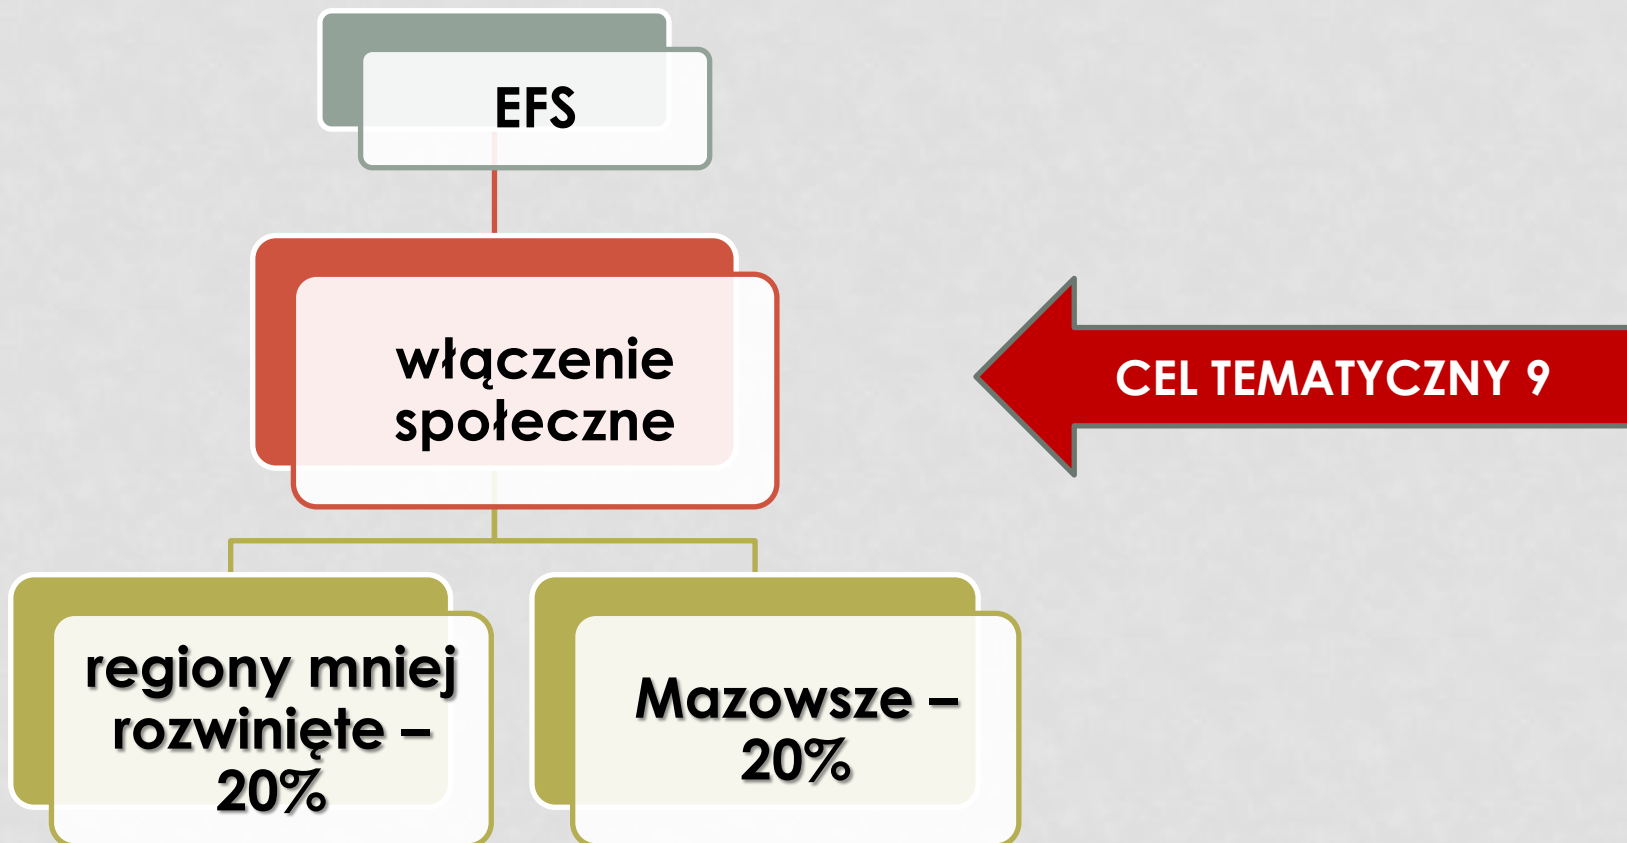 EFS
włączenie
społeczne
CEL TEMATYCZNY 9
regiony mniej
rozwinięte –
20%
Mazowsze –
20%